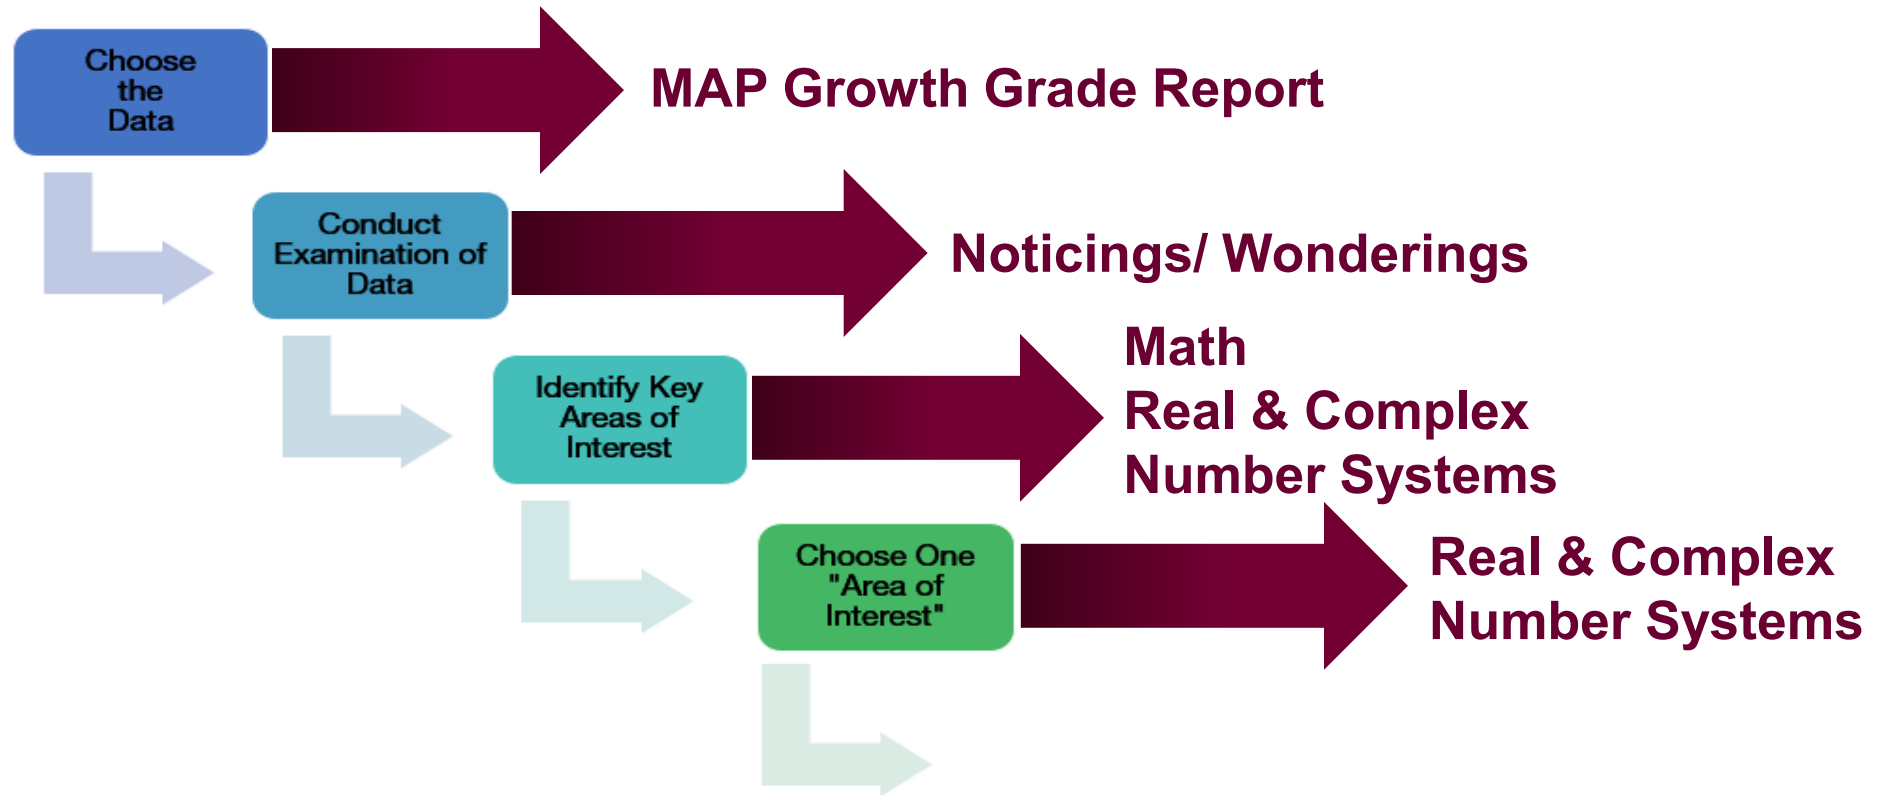 Choose
the
Data
MAP Growth Grade Report
Conduct
Examination of
Data
Noticings/ Wonderings
Identify Key
Areas of
Interest
Math
Real & Complex
Number Systems
Choose One
"Area of
Interest"
Real & Complex
Number Systems